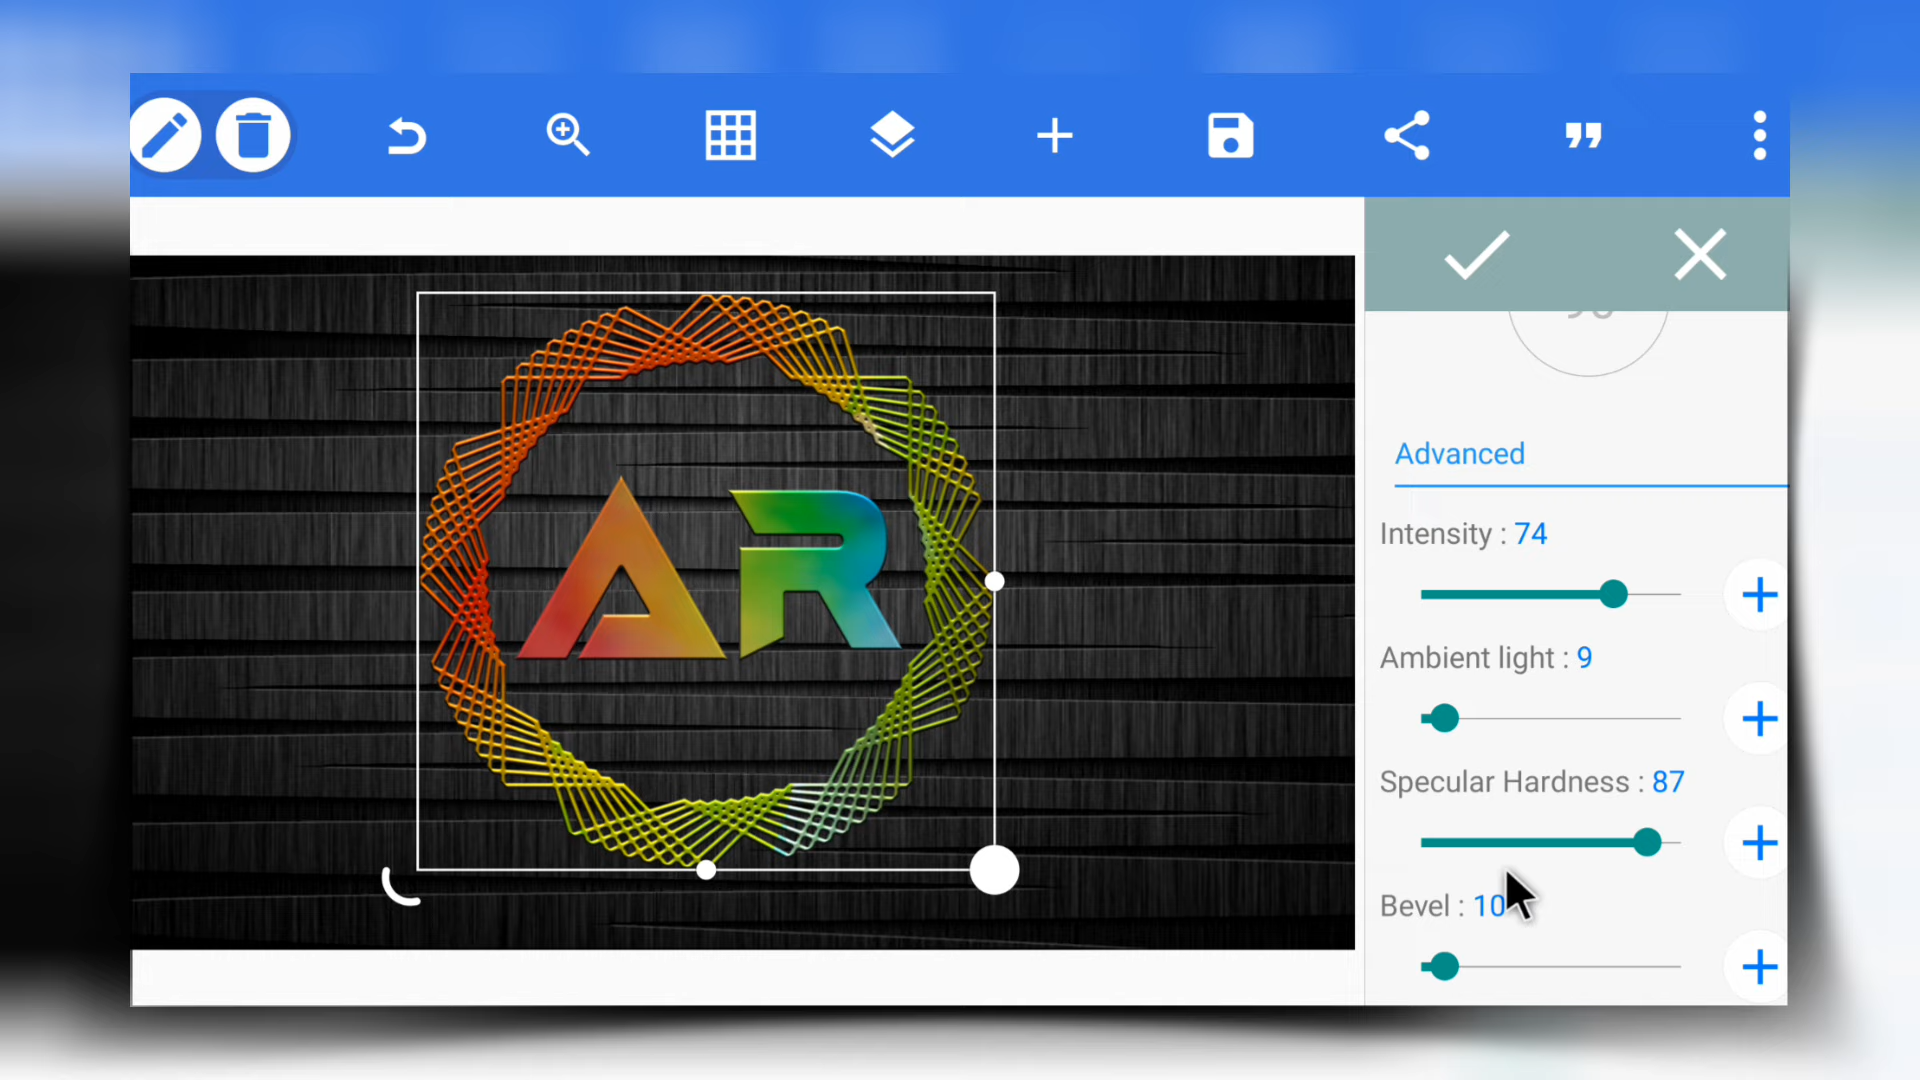 Advanced
Intensity : 74
Ambient light : 9
Specular Hardness : 87
Bevel : 10
AR